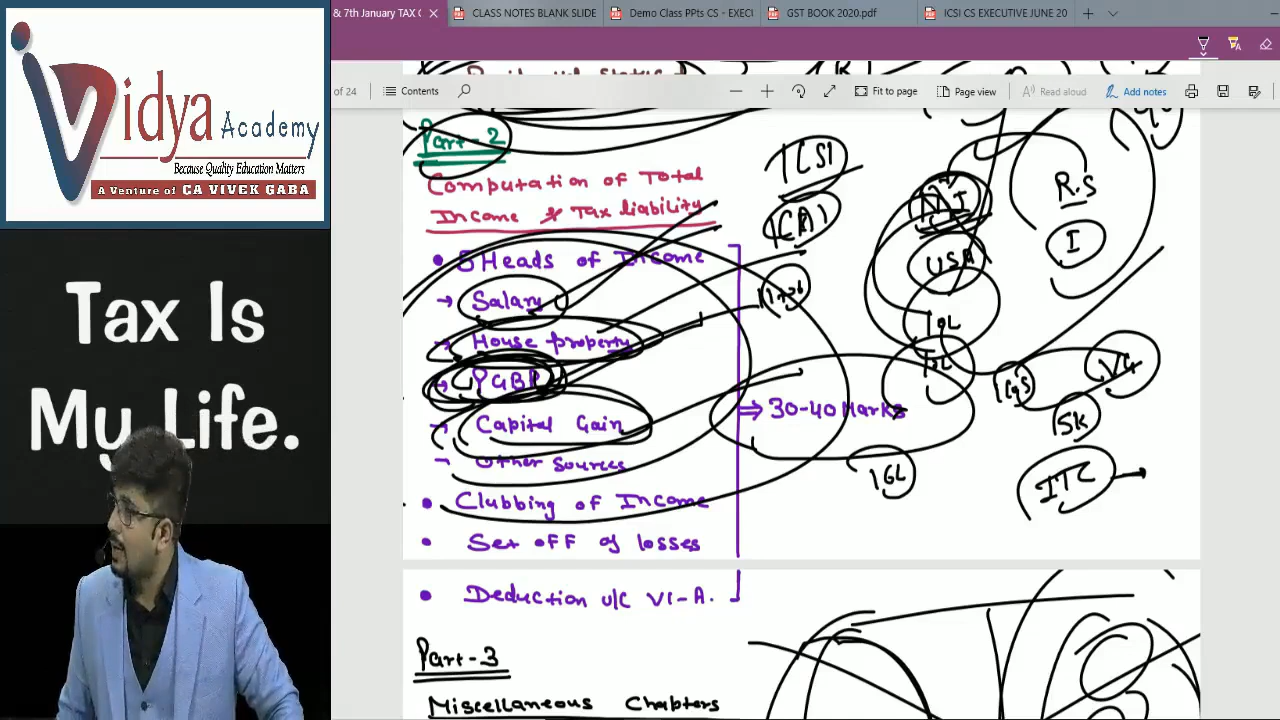 & 7th January TAX C
CLASS NOTES BLANK SLIDE
Demo Class PPts CS - EXECU
GST BOOK 2020.pdf
ICSI CS EXECUTIVE JUNE 20
of 24
Contents
Fit to page
Page view
Read aloud
Add notes
Vidya Academy
Because Quality Education Matters
A Venture of CA VIVEK GABA
Tax Is
My Life.
Part-2
Computation of Total
Income & Tax liability
5 Heads of Income
→ Salary
→ House property
→ PGBP
→ Capital Gain
→ Other sources
Clubbing of Income
Set off of losses
Deduction u/c VI-A.
⇒ 30-40 Marks
ICSI
ICAI
R.S
I
USA
IGL
VG
SK
ITC
IGL
Part-3
Miscellaneous Chapters